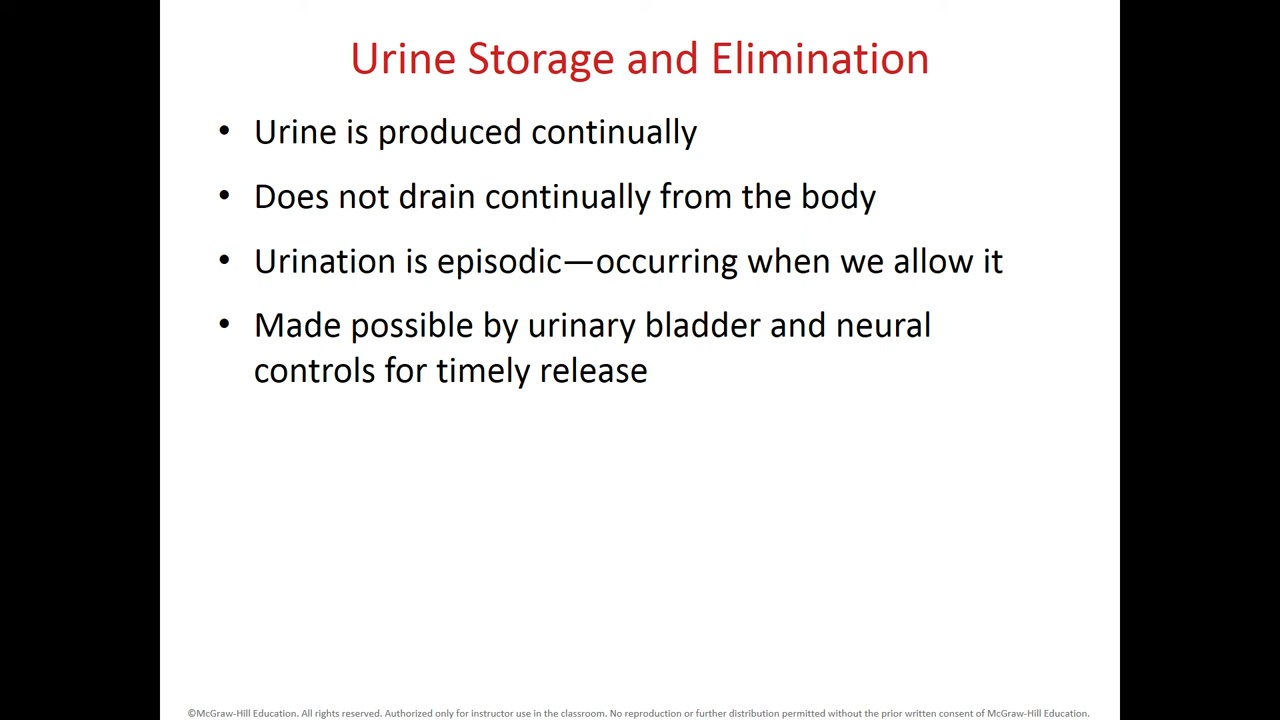 Urine Storage and Elimination
• Urine is produced continually
• Does not drain continually from the body
• Urination is episodic—occurring when we allow it
• Made possible by urinary bladder and neural
controls for timely release
©McGraw-Hill Education. All rights reserved. Authorized only for instructor use in the classroom. No reproduction or further distribution permitted without the prior written consent of McGraw-Hill Education.